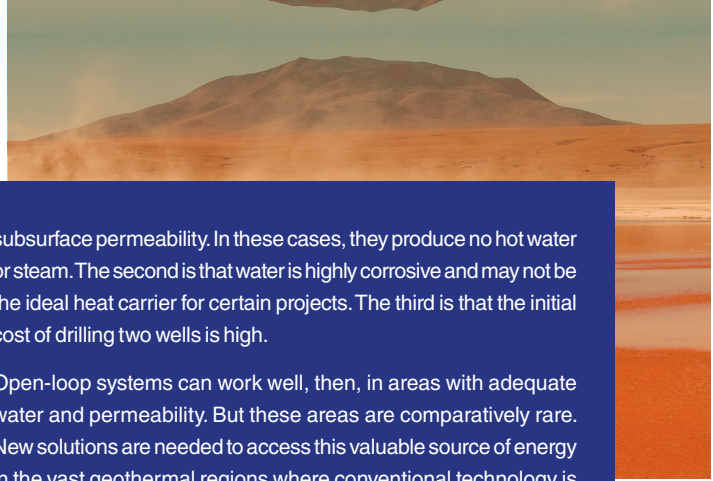 subsurface permeability. In these cases, they produce no hot water
or steam. The second is that water is highly corrosive and may not be
the ideal heat carrier for certain projects. The third is that the initial
cost of drilling two wells is high.
Open-loop systems can work well, then, in areas with adequate
water and permeability. But these areas are comparatively rare.
New solutions are needed to access this valuable source of energy
in the vast geothermal regions where conventional technology is